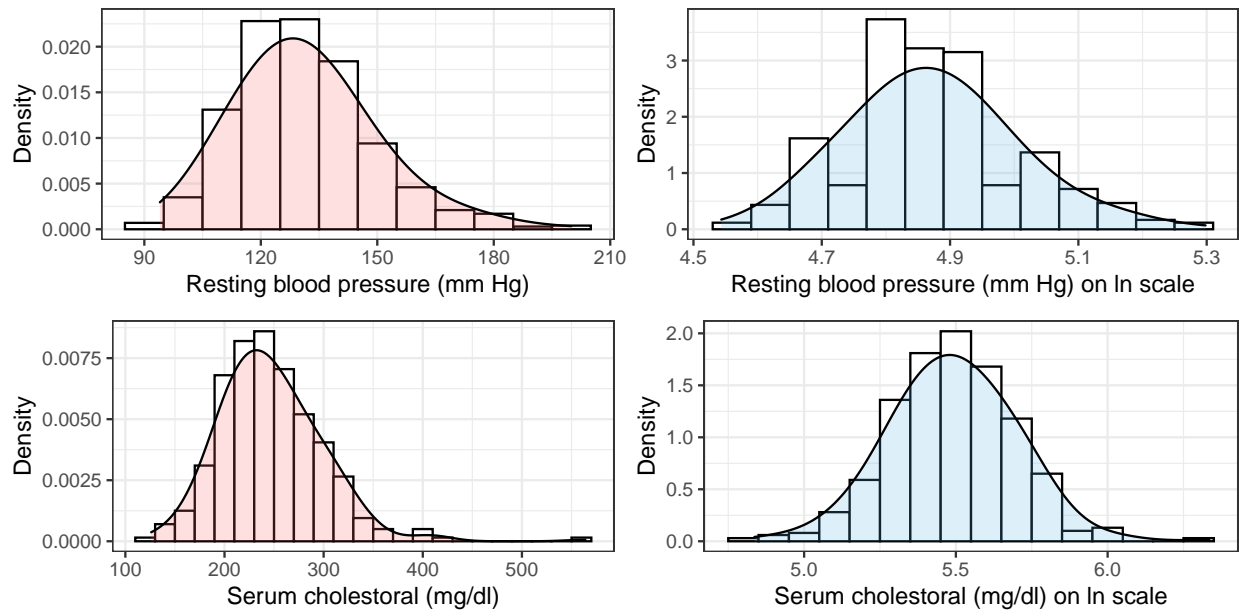 Density
0.020
0.015
0.010
0.005
0.000
90 120 150 180 210
Resting blood pressure (mm Hg)
Density
3
2
1
0
4.5 4.7 4.9 5.1 5.3
Resting blood pressure (mm Hg) on ln scale
Density
0.0075
0.0050
0.0025
0.0000
100 200 300 400 500
Serum cholestoral (mg/dl)
Density
2.0
1.5
1.0
0.5
0.0
5.0 5.5 6.0
Serum cholestoral (mg/dl) on ln scale